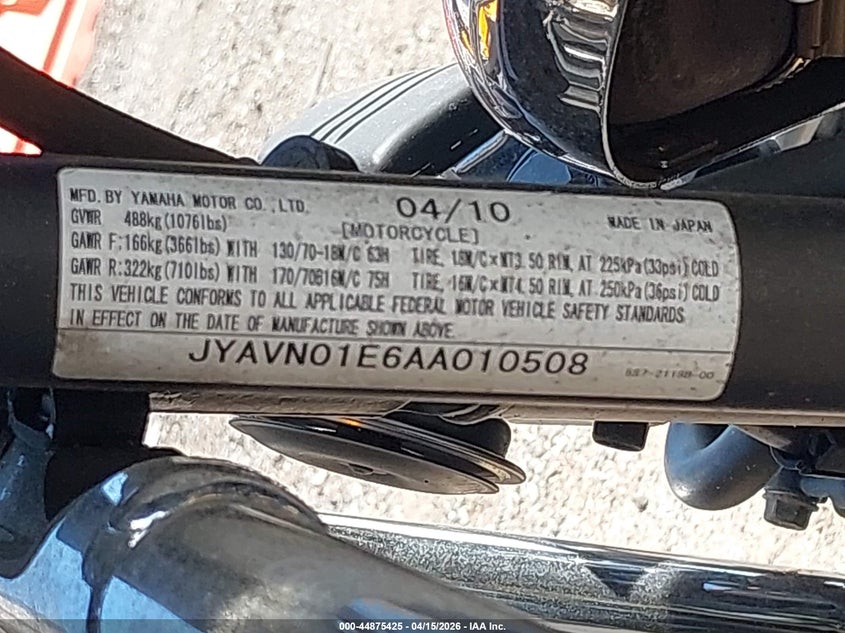 MFD. BY YAMAHA MOTOR CO., LTD. 04/10
GVWR 488kg(1076lbs) [MOTORCYCLE] MADE IN JAPAN
GAWR F:166kg(366lbs) WITH 130/70-18M/C 63H TIRE, 18M/C×MT3.50 RIM, AT 225kPa(33psi)COLD
GAWR R:322kg(710lbs) WITH 170/70B16M/C 75H TIRE, 16M/C×MT4.50 RIM, AT 250kPa(36psi)COLD
THIS VEHICLE CONFORMS TO ALL APPLICABLE FEDERAL MOTOR VEHICLE SAFETY STANDARDS
IN EFFECT ON THE DATE OF MANUFACTURE SHOWN ABOVE.
JYAVN01E6AA010508
000-44875425 - 04/15/2026 - IAA Inc.